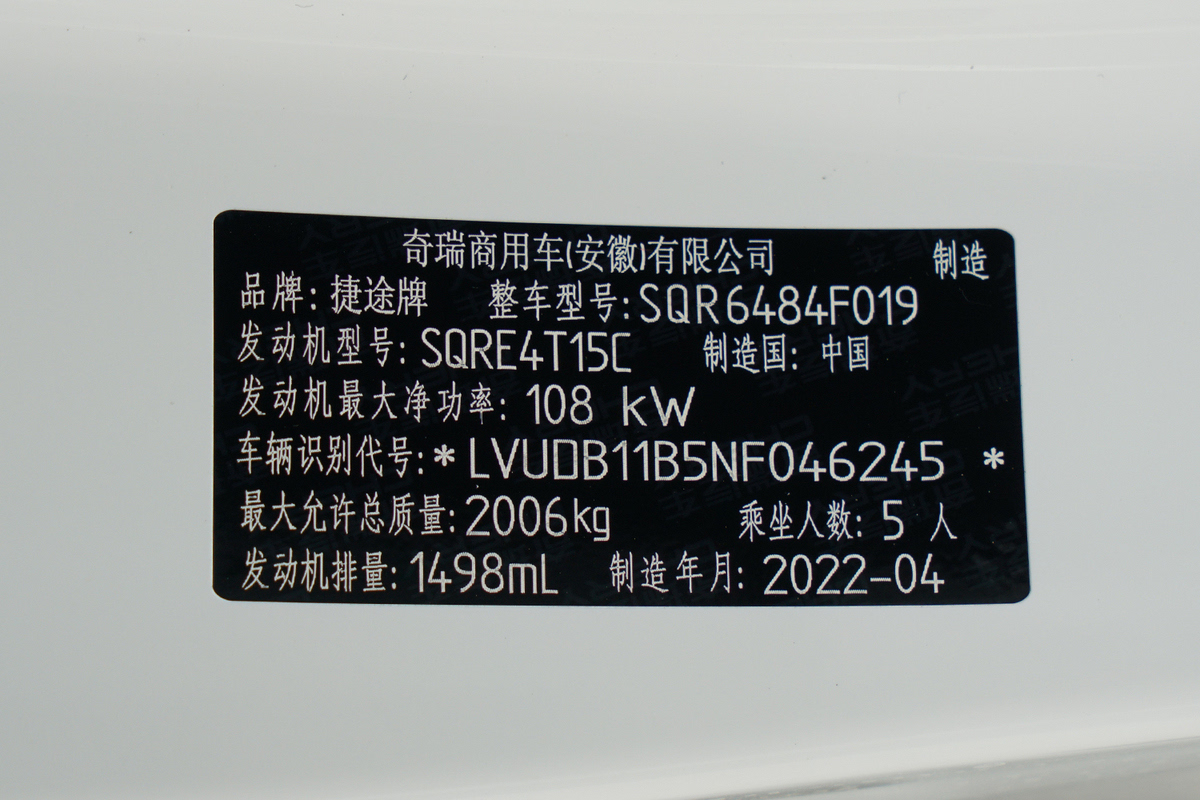 奇瑞商用车(安徽)有限公司 制造
品牌: 捷途牌 整车型号: SQR6484F019
发动机型号: SQRE4T15C 制造国: 中国
发动机最大净功率: 108 kW
车辆识别代号: * LVUDB11B5NF046245 *
最大允许总质量: 2006kg 乘坐人数: 5 人
发动机排量: 1498mL 制造年月: 2022-04